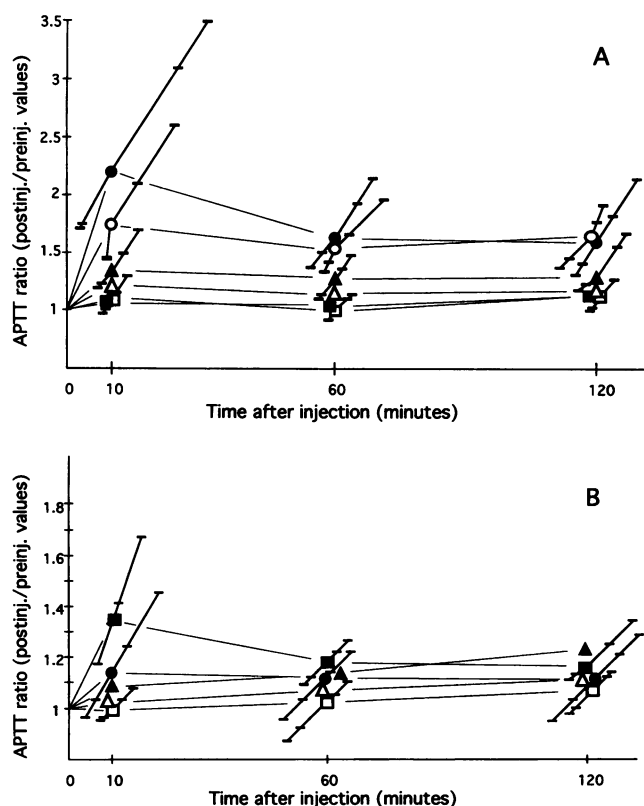 3.5
A
3
2.5
2
1.5
1
APTT ratio (postinj./preinj. values)
0 10 60 120
Time after injection (minutes)
B
1.8
1.6
1.4
1.2
1
APTT ratio (postinj./preinj. values)
0 10 60 120
Time after injection (minutes)